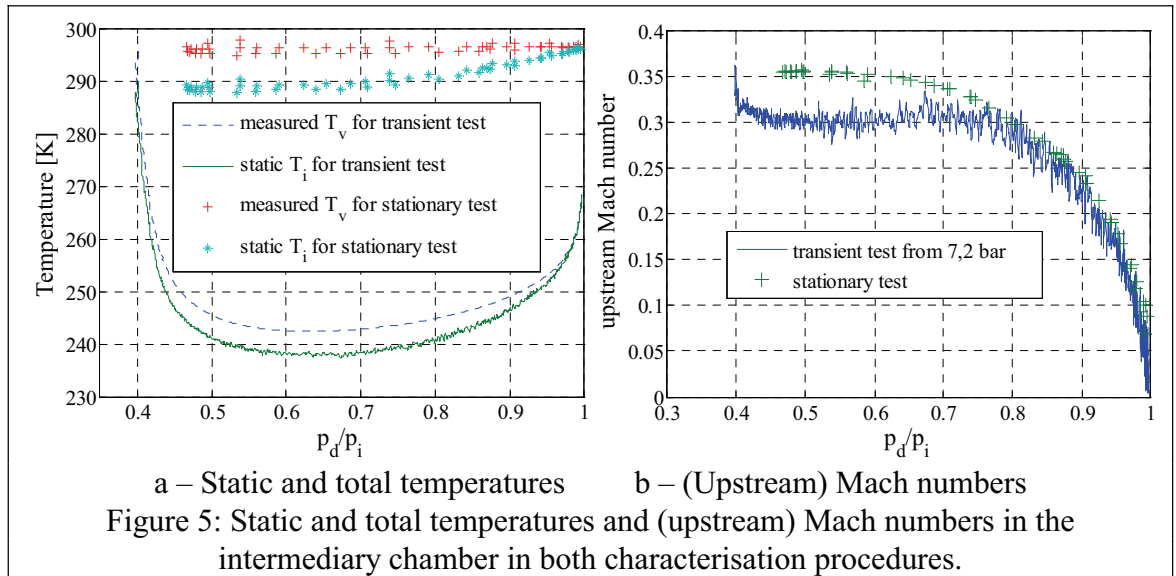 300
290
280
270
260
250
240
230
Temperature [K]
measured T_v for transient test
static T_i for transient test
measured T_v for stationary test
static T_i for stationary test
0.4 0.5 0.6 0.7 0.8 0.9 1
p_d/p_i
0.4
0.35
0.3
0.25
0.2
0.15
0.1
0.05
0
upstream Mach number
transient test from 7,2 bar
stationary test
0.3 0.4 0.5 0.6 0.7 0.8 0.9 1
p_d/p_i
a – Static and total temperatures
b – (Upstream) Mach numbers
Figure 5: Static and total temperatures and (upstream) Mach numbers in the
intermediary chamber in both characterisation procedures.